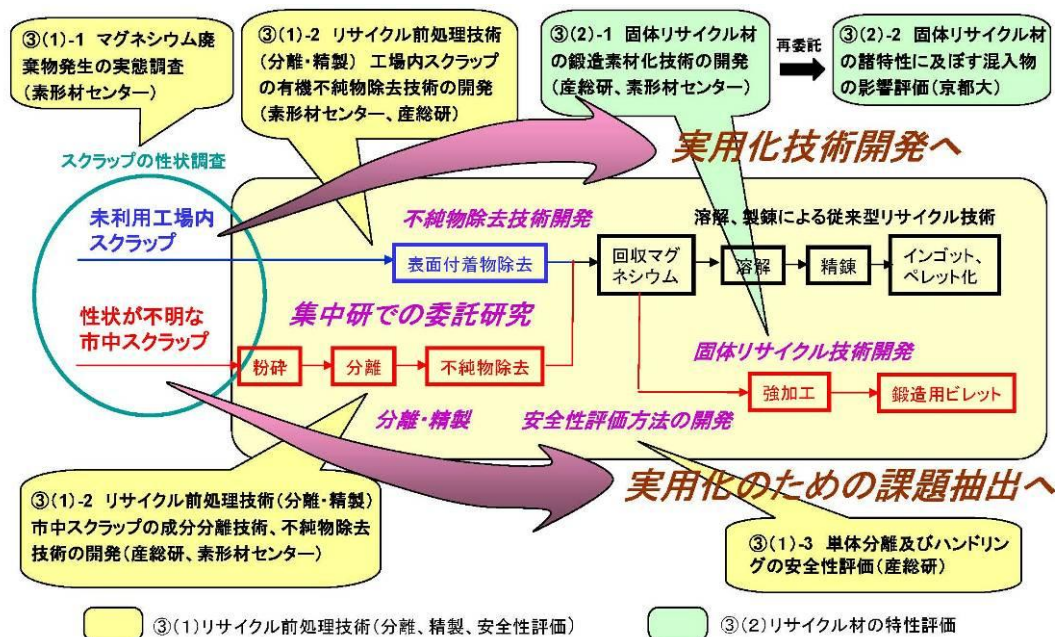 ③(1)-1 マグネシウム廃
棄物発生の実態調査
(素形材センター)
③(1)-2 リサイクル前処理技術
(分離・精製) 工場内スクラップ
の有機不純物除去技術の開発
(素形材センター、産総研)
③(2)-1 固体リサイクル材
の鍛造素材化技術の開発
(産総研、素形材センター)
再委託
③(2)-2 固体リサイクル材
の諸特性に及ぼす混入物
の影響評価(京都大)
スクラップの性状調査
実用化技術開発へ
未利用工場内
スクラップ
不純物除去技術開発
溶解、製錬による従来型リサイクル技術
表面付着物除去
回収マグ
ネシウム
溶解
精錬
インゴット、
ペレット化
集中研での委託研究
性状が不明な
市中スクラップ
固体リサイクル技術開発
粉砕
分離
不純物除去
強加工
鍛造用ビレット
分離・精製
安全性評価方法の開発
実用化のための課題抽出へ
③(1)-2 リサイクル前処理技術(分離・精製)
市中スクラップの成分分離技術、不純物除去
技術の開発(産総研、素形材センター)
③(1)-3 単体分離及びハンドリン
グの安全性評価(産総研)
③(1)リサイクル前処理技術(分離、精製、安全性評価)
③(2)リサイクル材の特性評価